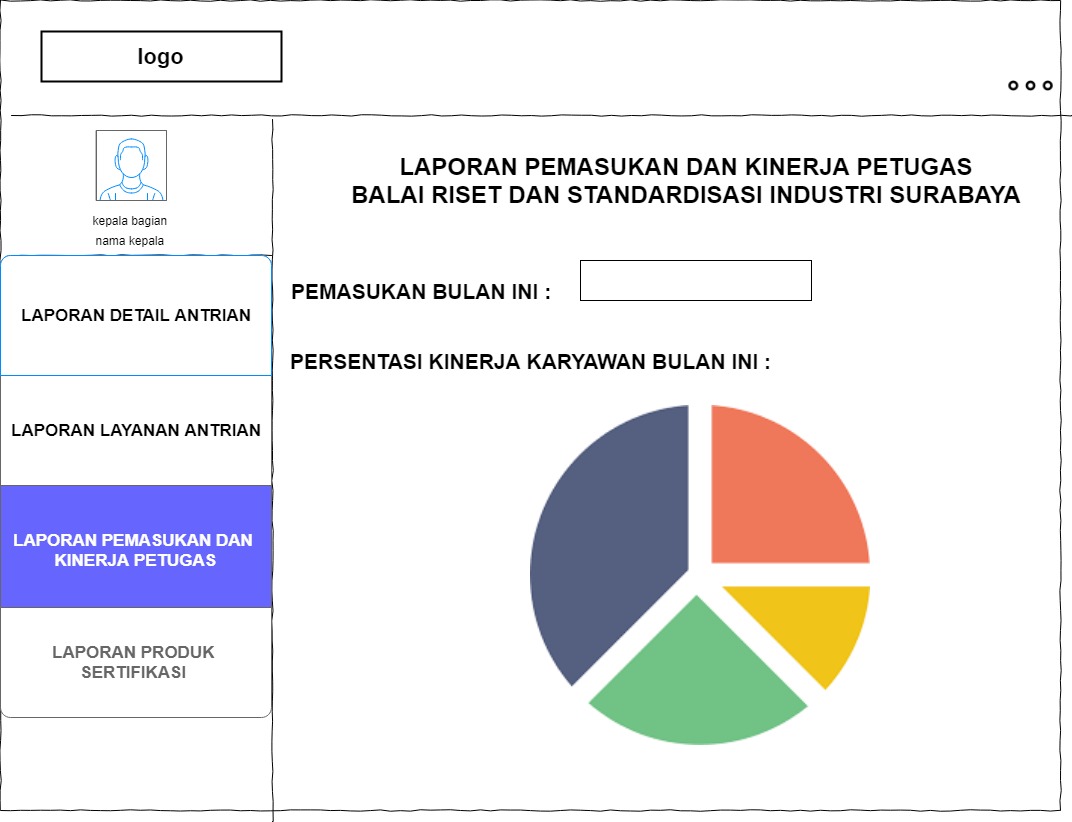 logo
kepala bagian
nama kepala
LAPORAN DETAIL ANTRIAN
LAPORAN LAYANAN ANTRIAN
LAPORAN PEMASUKAN DAN
KINERJA PETUGAS
LAPORAN PRODUK
SERTIFIKASI
LAPORAN PEMASUKAN DAN KINERJA PETUGAS
BALAI RISET DAN STANDARDISASI INDUSTRI SURABAYA
PEMASUKAN BULAN INI :
PERSENTASI KINERJA KARYAWAN BULAN INI :